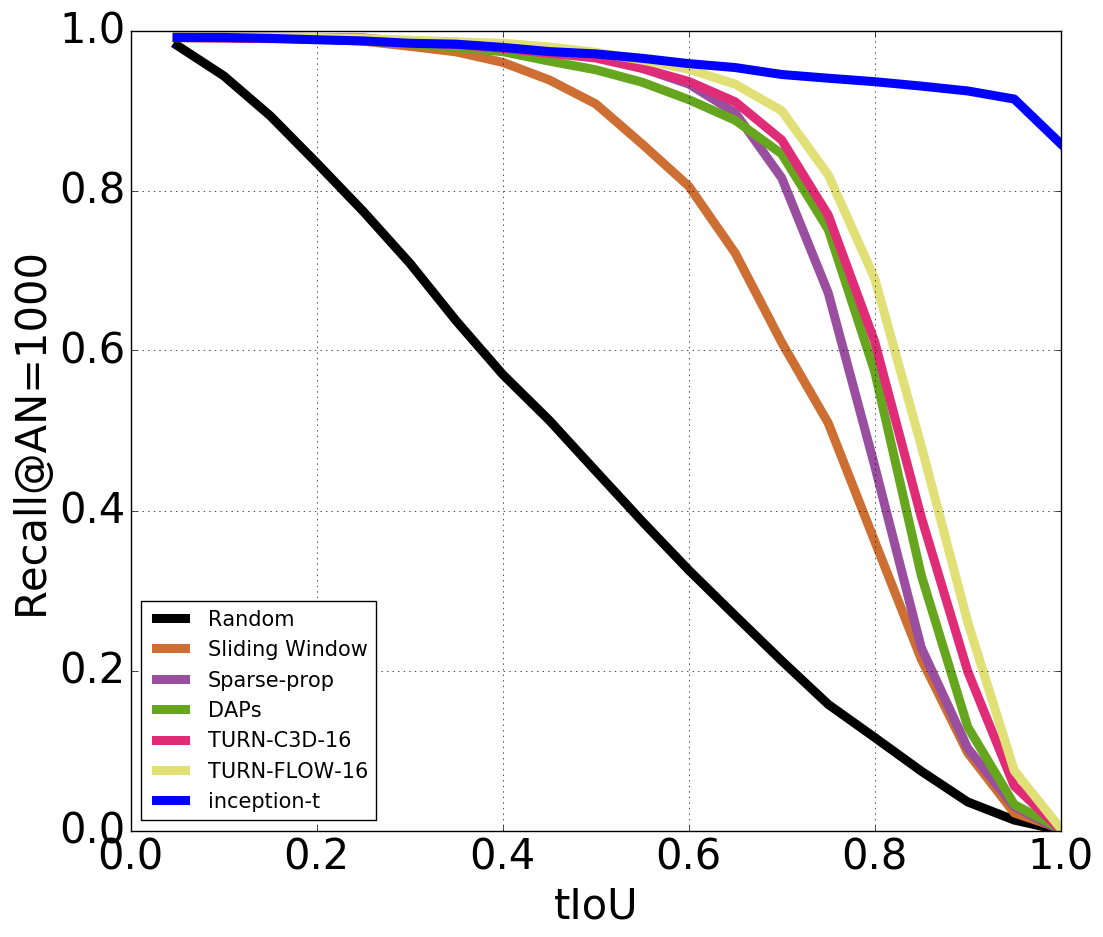 1.0
0.8
0.6
0.4
0.2
0.0
Recall@AN=1000
Random
Sliding Window
Sparse-prop
DAPs
TURN-C3D-16
TURN-FLOW-16
inception-t
0.0 0.2 0.4 0.6 0.8 1.0
tIoU